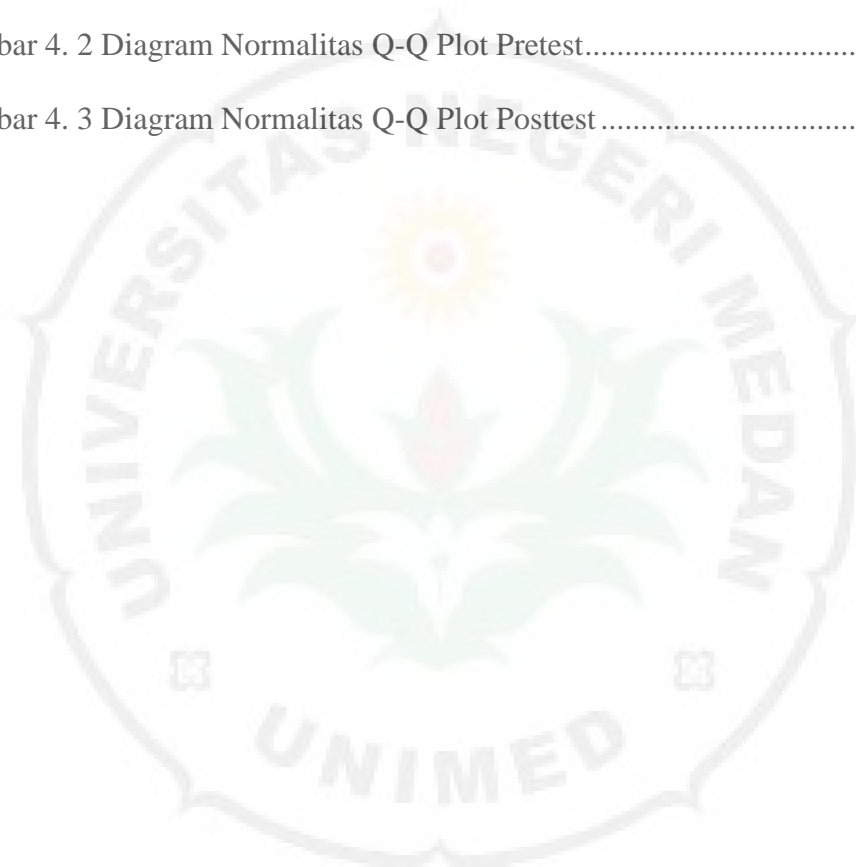 bar 4. 2 Diagram Normalitas Q-Q Plot Pretest................................
bar 4. 3 Diagram Normalitas Q-Q Plot Posttest..............................
UNIVERSITAS NEGERI MEDAN
UNIMED